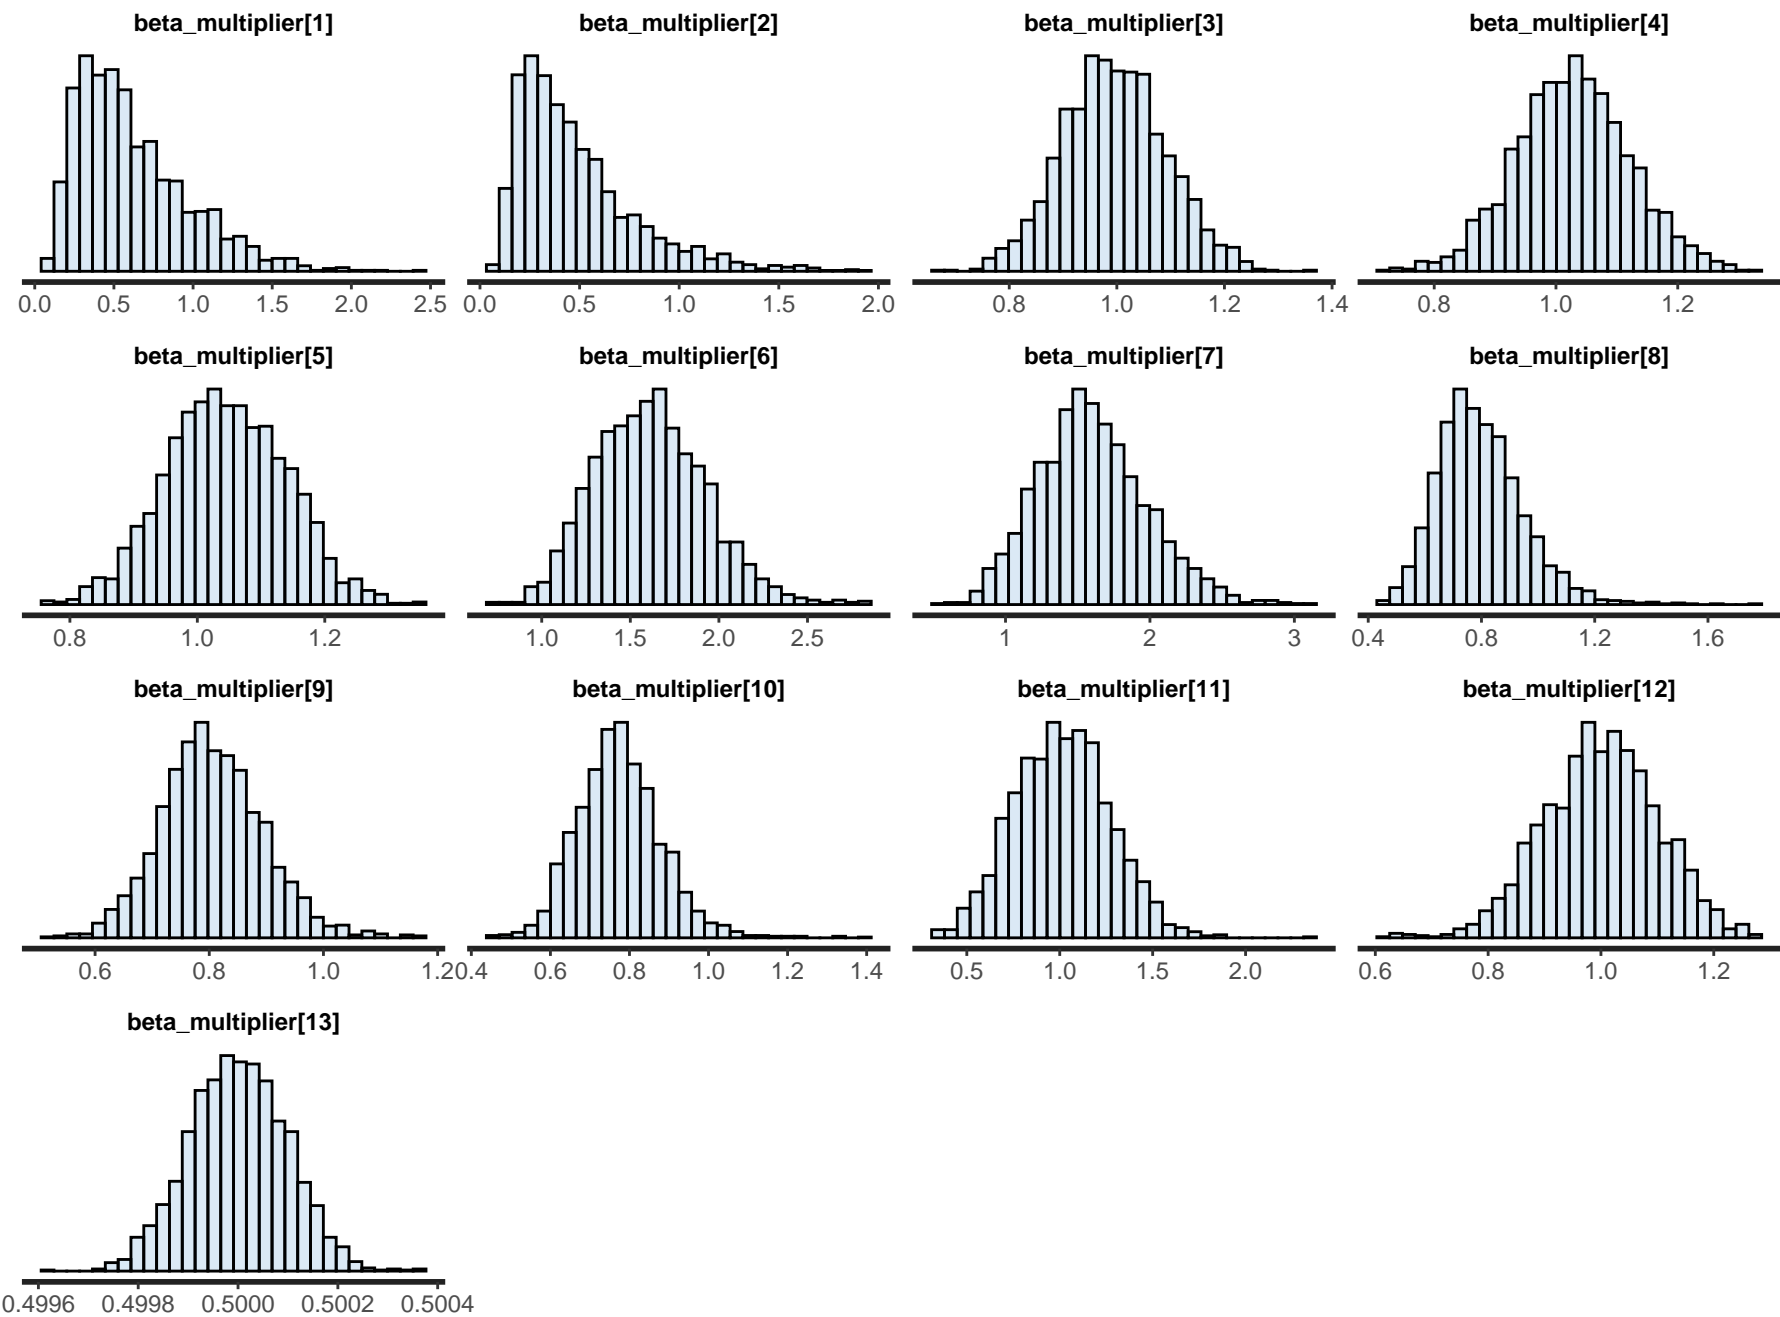 beta_multiplier[1] beta_multiplier[2] beta_multiplier[3] beta_multiplier[4]
0.0 0.5 1.0 1.5 2.0 2.5 0.0 0.5 1.0 1.5 2.0 0.8 1.0 1.2 1.4 0.8 1.0 1.2
beta_multiplier[5] beta_multiplier[6] beta_multiplier[7] beta_multiplier[8]
0.8 1.0 1.2 1.0 1.5 2.0 2.5 1 2 3 0.4 0.8 1.2 1.6
beta_multiplier[9] beta_multiplier[10] beta_multiplier[11] beta_multiplier[12]
0.6 0.8 1.0 1.2 0.4 0.6 0.8 1.0 1.2 1.4 0.5 1.0 1.5 2.0 0.6 0.8 1.0 1.2
beta_multiplier[13]
0.4996 0.4998 0.5000 0.5002 0.5004